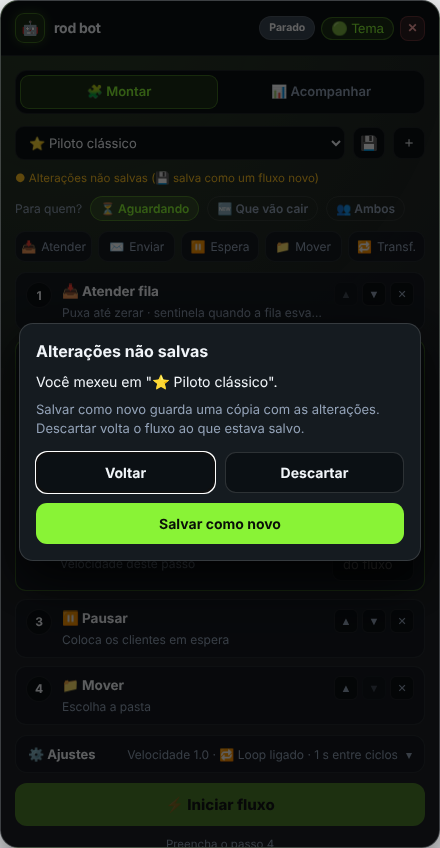 rod bot
Parado
Tema
Montar
Acompanhar
Piloto clássico
+
Alterações não salvas (💾 salva como um fluxo novo)
Para quem?
Aguardando
Que vão cair
Ambos
Atender
Enviar
Espera
Mover
Transf.
1
Atender fila
Puxa até zerar · sentinela quando a fila esva...
Alterações não salvas
Você mexeu em "⭐ Piloto clássico".
Salvar como novo guarda uma cópia com as alterações.
Descartar volta o fluxo ao que estava salvo.
Voltar
Descartar
Salvar como novo
Velocidade deste passo
do fluxo
3
Pausar
Coloca os clientes em espera
4
Mover
Escolha a pasta
Ajustes
Velocidade 1.0 · 🔁 Loop ligado · 1 s entre ciclos
Iniciar fluxo
Preencha o passo 4